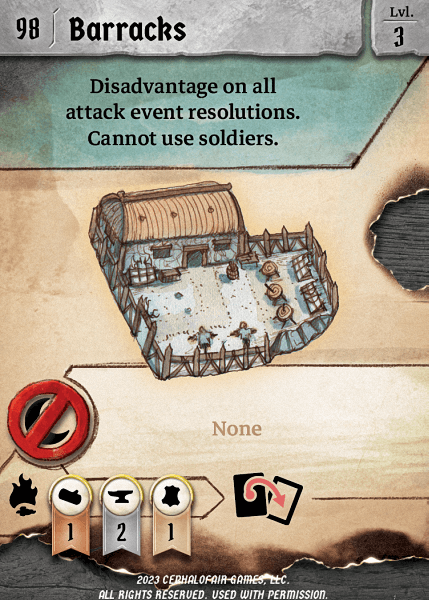 98 Barracks
Lvl.
3
Disadvantage on all
attack event resolutions.
Cannot use soldiers.
None
1 2 1
2023 CEPHALOFAIR GAMES, LLC.
ALL RIGHTS RESERVED. USED WITH PERMISSION.